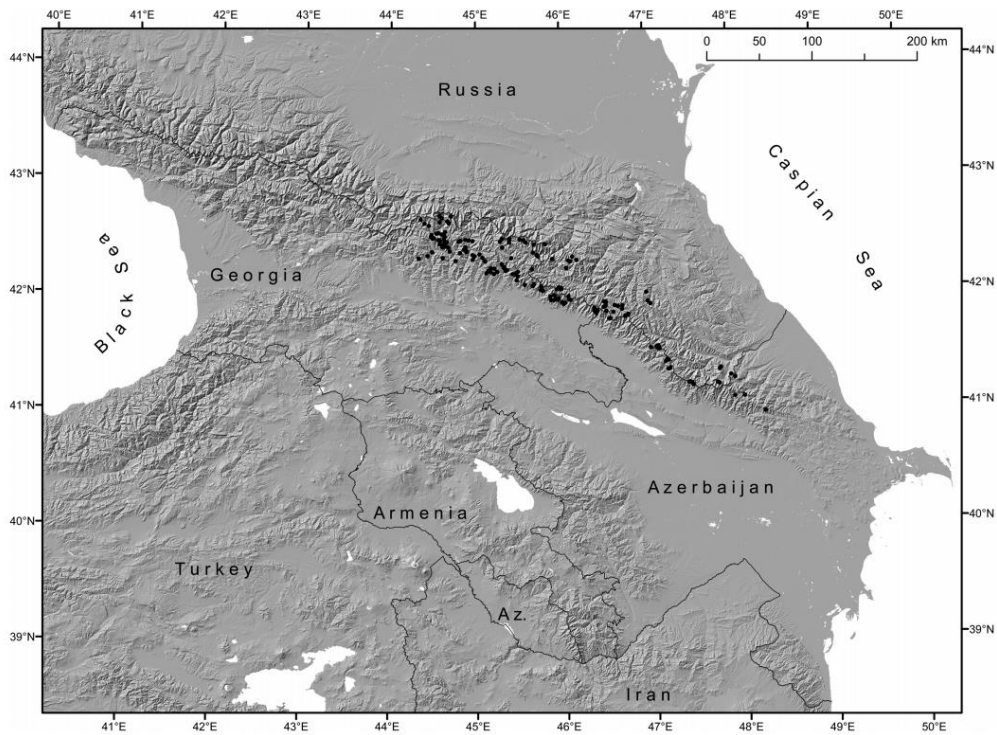 40°E 41°E 42°E 43°E 44°E 45°E 46°E 47°E 48°E 49°E 50°E
44°N 44°N
0 50 100 200 km
Russia
43°N 43°N
Caspian Sea
Black Sea
Georgia
42°N 42°N
41°N 41°N
Azerbaijan
Armenia
40°N 40°N
Turkey
Az.
39°N 39°N
Iran
41°E 42°E 43°E 44°E 45°E 46°E 47°E 48°E 49°E 50°E